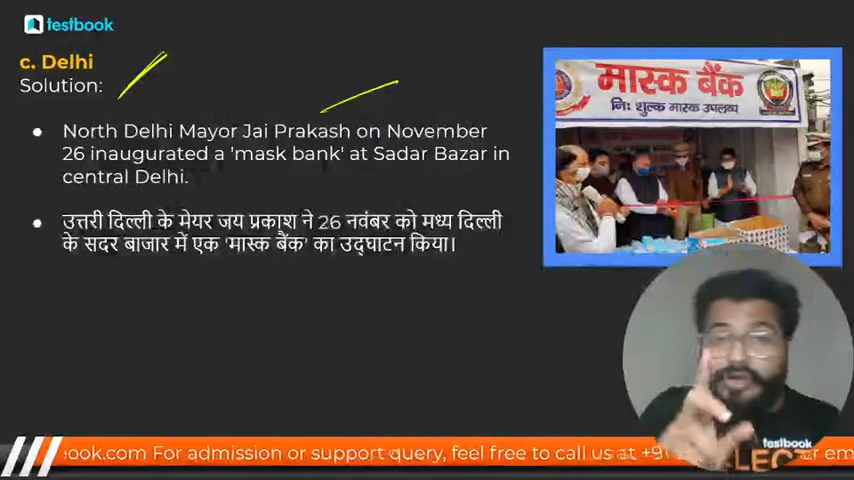 testbook
c. Delhi
Solution:
मास्क बैंक
निः शुल्क मास्क उपलब्ध
North Delhi Mayor Jai Prakash on November
26 inaugurated a 'mask bank' at Sadar Bazar in
central Delhi.
उत्तरी दिल्ली के मेयर जय प्रकाश ने 26 नवंबर को मध्य दिल्ली
के सदर बाजार में एक 'मास्क बैंक' का उद्घाटन किया।
testbook
ook.com For admission or support query, feel free to call us at +9